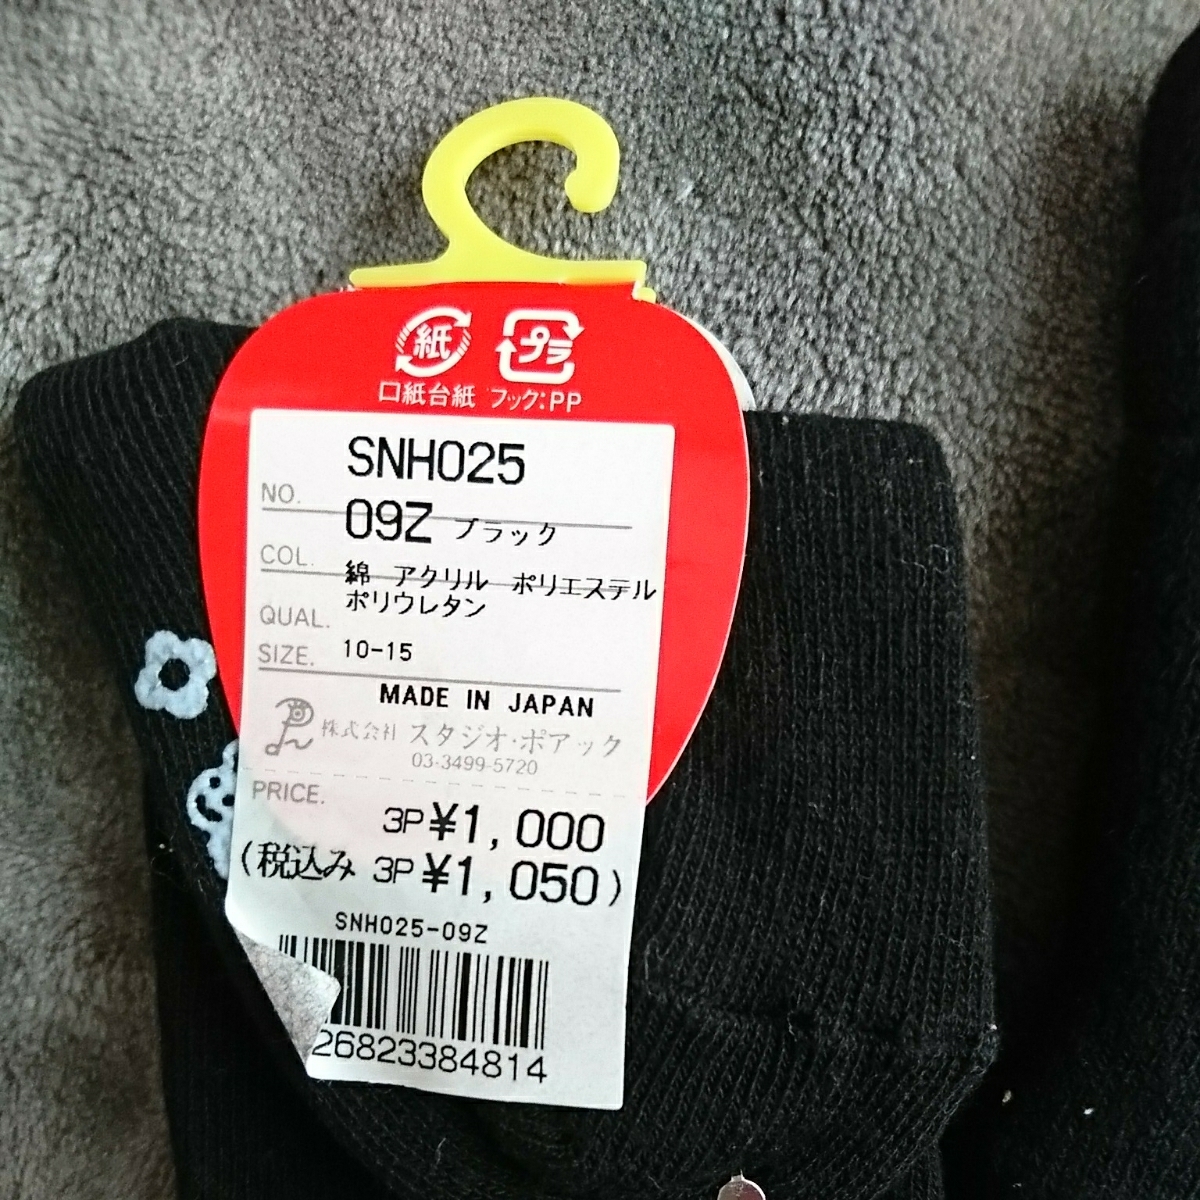 紙 プラ
口紙台紙 フック:PP
SNH025
NO.
09Z ブラック
COL.
綿 アクリル ポリエステル
ポリウレタン
QUAL.
SIZE. 10-15
MADE IN JAPAN
株式会社 スタジオ・ポアック
03-3499-5720
PRICE.
3P¥1,000
(税込み 3P¥1,050)
SNH025-09Z
26823384814